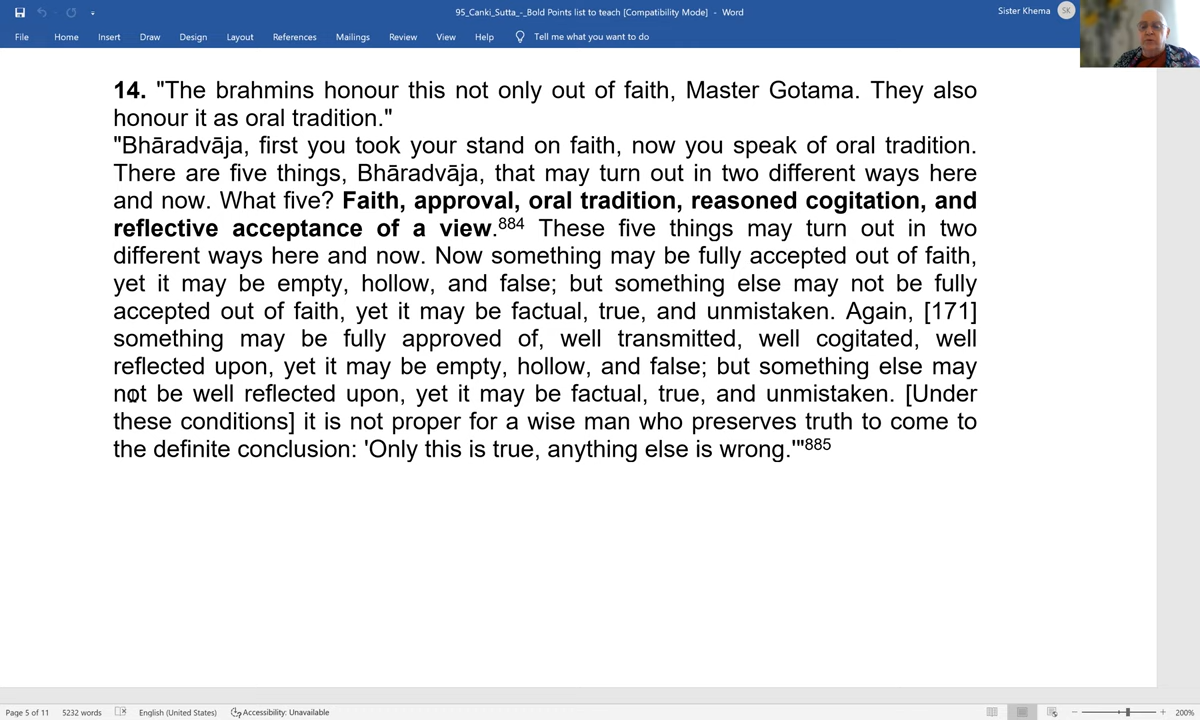 95_Canki_Sutta_-_Bold Points list to teach [Compatibility Mode] - Word
Sister Khema SK
File Home Insert Draw Design Layout References Mailings Review View Help Tell me what you want to do
14. "The brahmins honour this not only out of faith, Master Gotama. They also
honour it as oral tradition."
"Bhāradvāja, first you took your stand on faith, now you speak of oral tradition.
There are five things, Bhāradvāja, that may turn out in two different ways here
and now. What five? Faith, approval, oral tradition, reasoned cogitation, and
reflective acceptance of a view.884 These five things may turn out in two
different ways here and now. Now something may be fully accepted out of faith,
yet it may be empty, hollow, and false; but something else may not be fully
accepted out of faith, yet it may be factual, true, and unmistaken. Again, [171]
something may be fully approved of, well transmitted, well cogitated, well
reflected upon, yet it may be empty, hollow, and false; but something else may
not be well reflected upon, yet it may be factual, true, and unmistaken. [Under
these conditions] it is not proper for a wise man who preserves truth to come to
the definite conclusion: 'Only this is true, anything else is wrong.'"885
Page 5 of 11 5232 words English (United States) Accessibility: Unavailable 200%